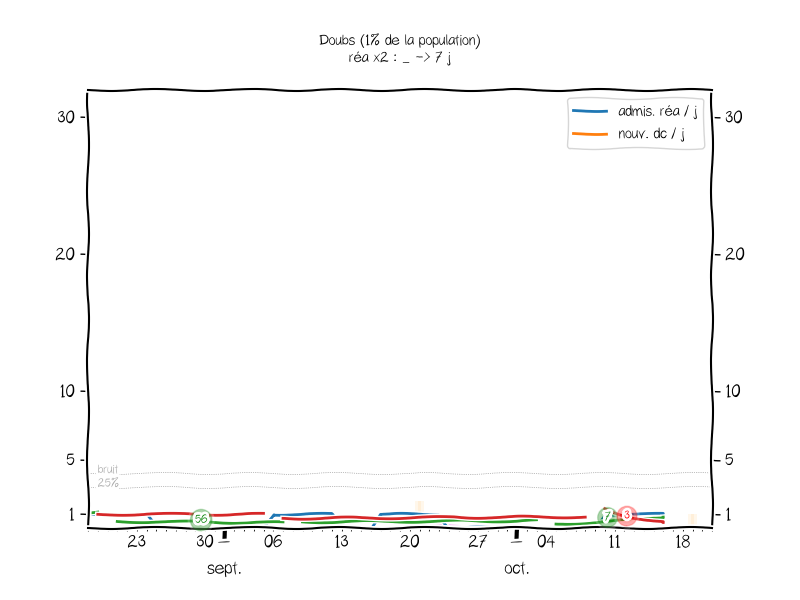 Doubs (1% de la population)
réa x2 : _ -> 7 j
admis. réa / j
nouv. dc / j
30 30
20 20
10 10
5 5
bruit
25%
1 1
56 7 3
23 30 06 13 20 27 04 11 18
sept. oct.